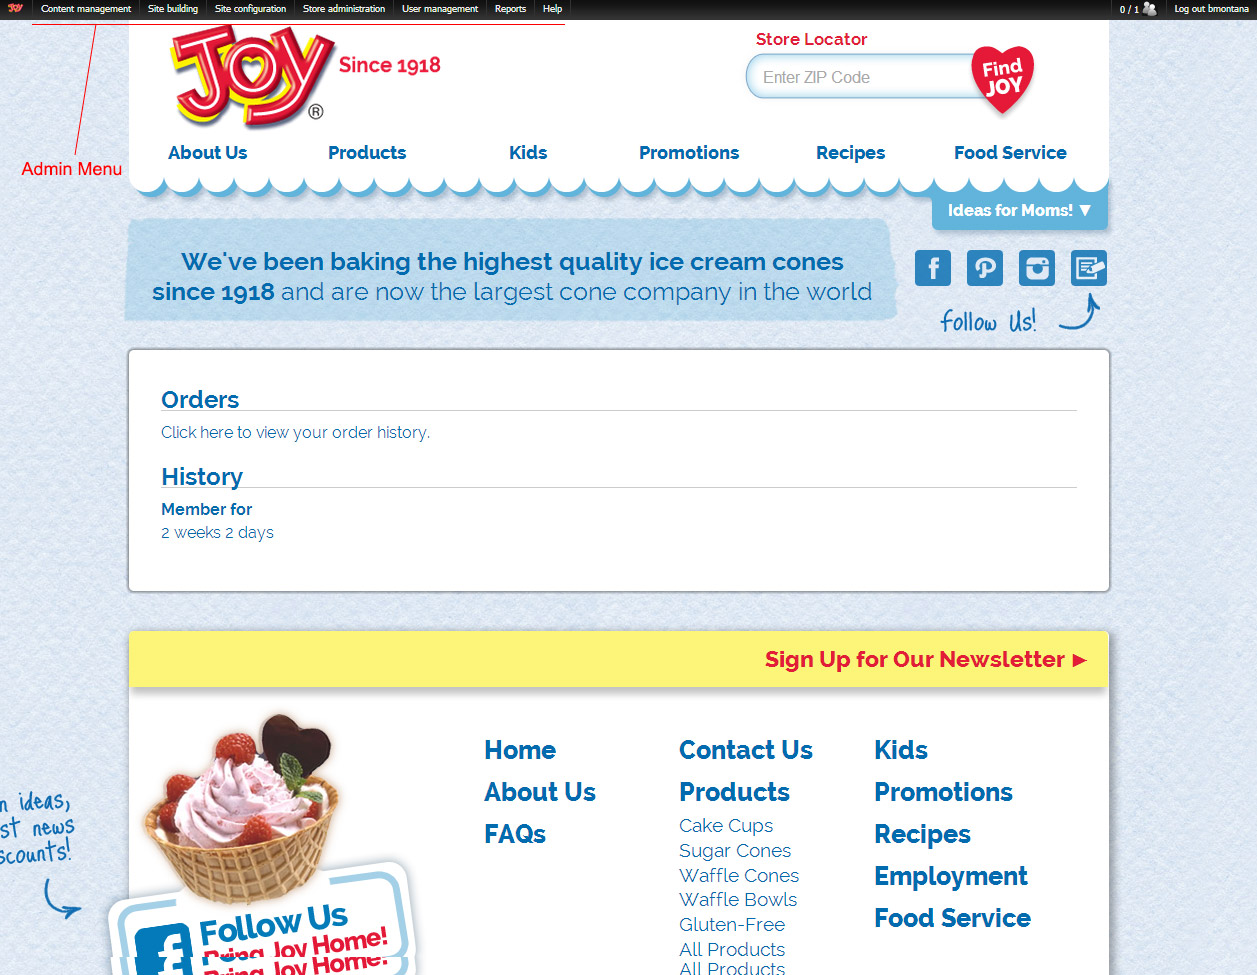 JOY Content management Site building Site configuration Store administration User management Reports Help 0 / 1 Log out bmontana
Admin Menu
JOY ®
Since 1918
Store Locator
Enter ZIP Code
Find
JOY
About Us Products Kids Promotions Recipes Food Service
Ideas for Moms! ▼
We've been baking the highest quality ice cream cones
since 1918 and are now the largest cone company in the world
follow Us!
Orders
Click here to view your order history.
History
Member for
2 weeks 2 days
Sign Up for Our Newsletter ►
ideas,
news
Follow Us
Bring Joy Home!
Bring Joy Home!
Home
About Us
FAQs
Contact Us
Products
Cake Cups
Sugar Cones
Waffle Cones
Waffle Bowls
Gluten-Free
All Products
All Products
Kids
Promotions
Recipes
Employment
Food Service